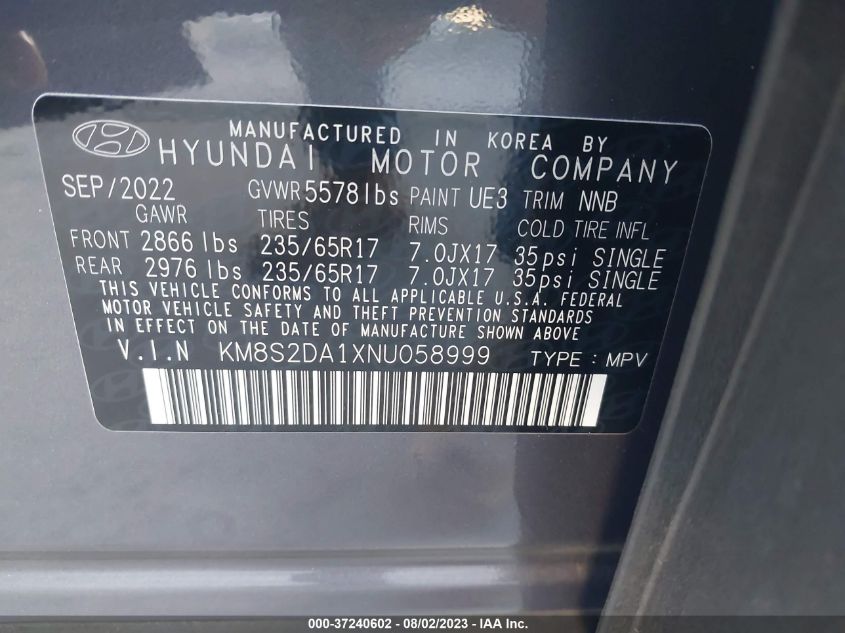 MANUFACTURED IN KOREA BY
HYUNDAI MOTOR COMPANY
SEP/2022 GVWR 5578lbs PAINT UE3 TRIM NNB
GAWR TIRES RIMS COLD TIRE INFL
FRONT 2866 lbs 235/65R17 7.0JX17 35psi SINGLE
REAR 2976 lbs 235/65R17 7.0JX17 35psi SINGLE
THIS VEHICLE CONFORMS TO ALL APPLICABLE U.S.A. FEDERAL
MOTOR VEHICLE SAFETY AND THEFT PREVENTION STANDARDS
IN EFFECT ON THE DATE OF MANUFACTURE SHOWN ABOVE
V.I.N KM8S2DA1XNU058999 TYPE : MPV
000-37240602 - 08/02/2023 - IAA Inc.